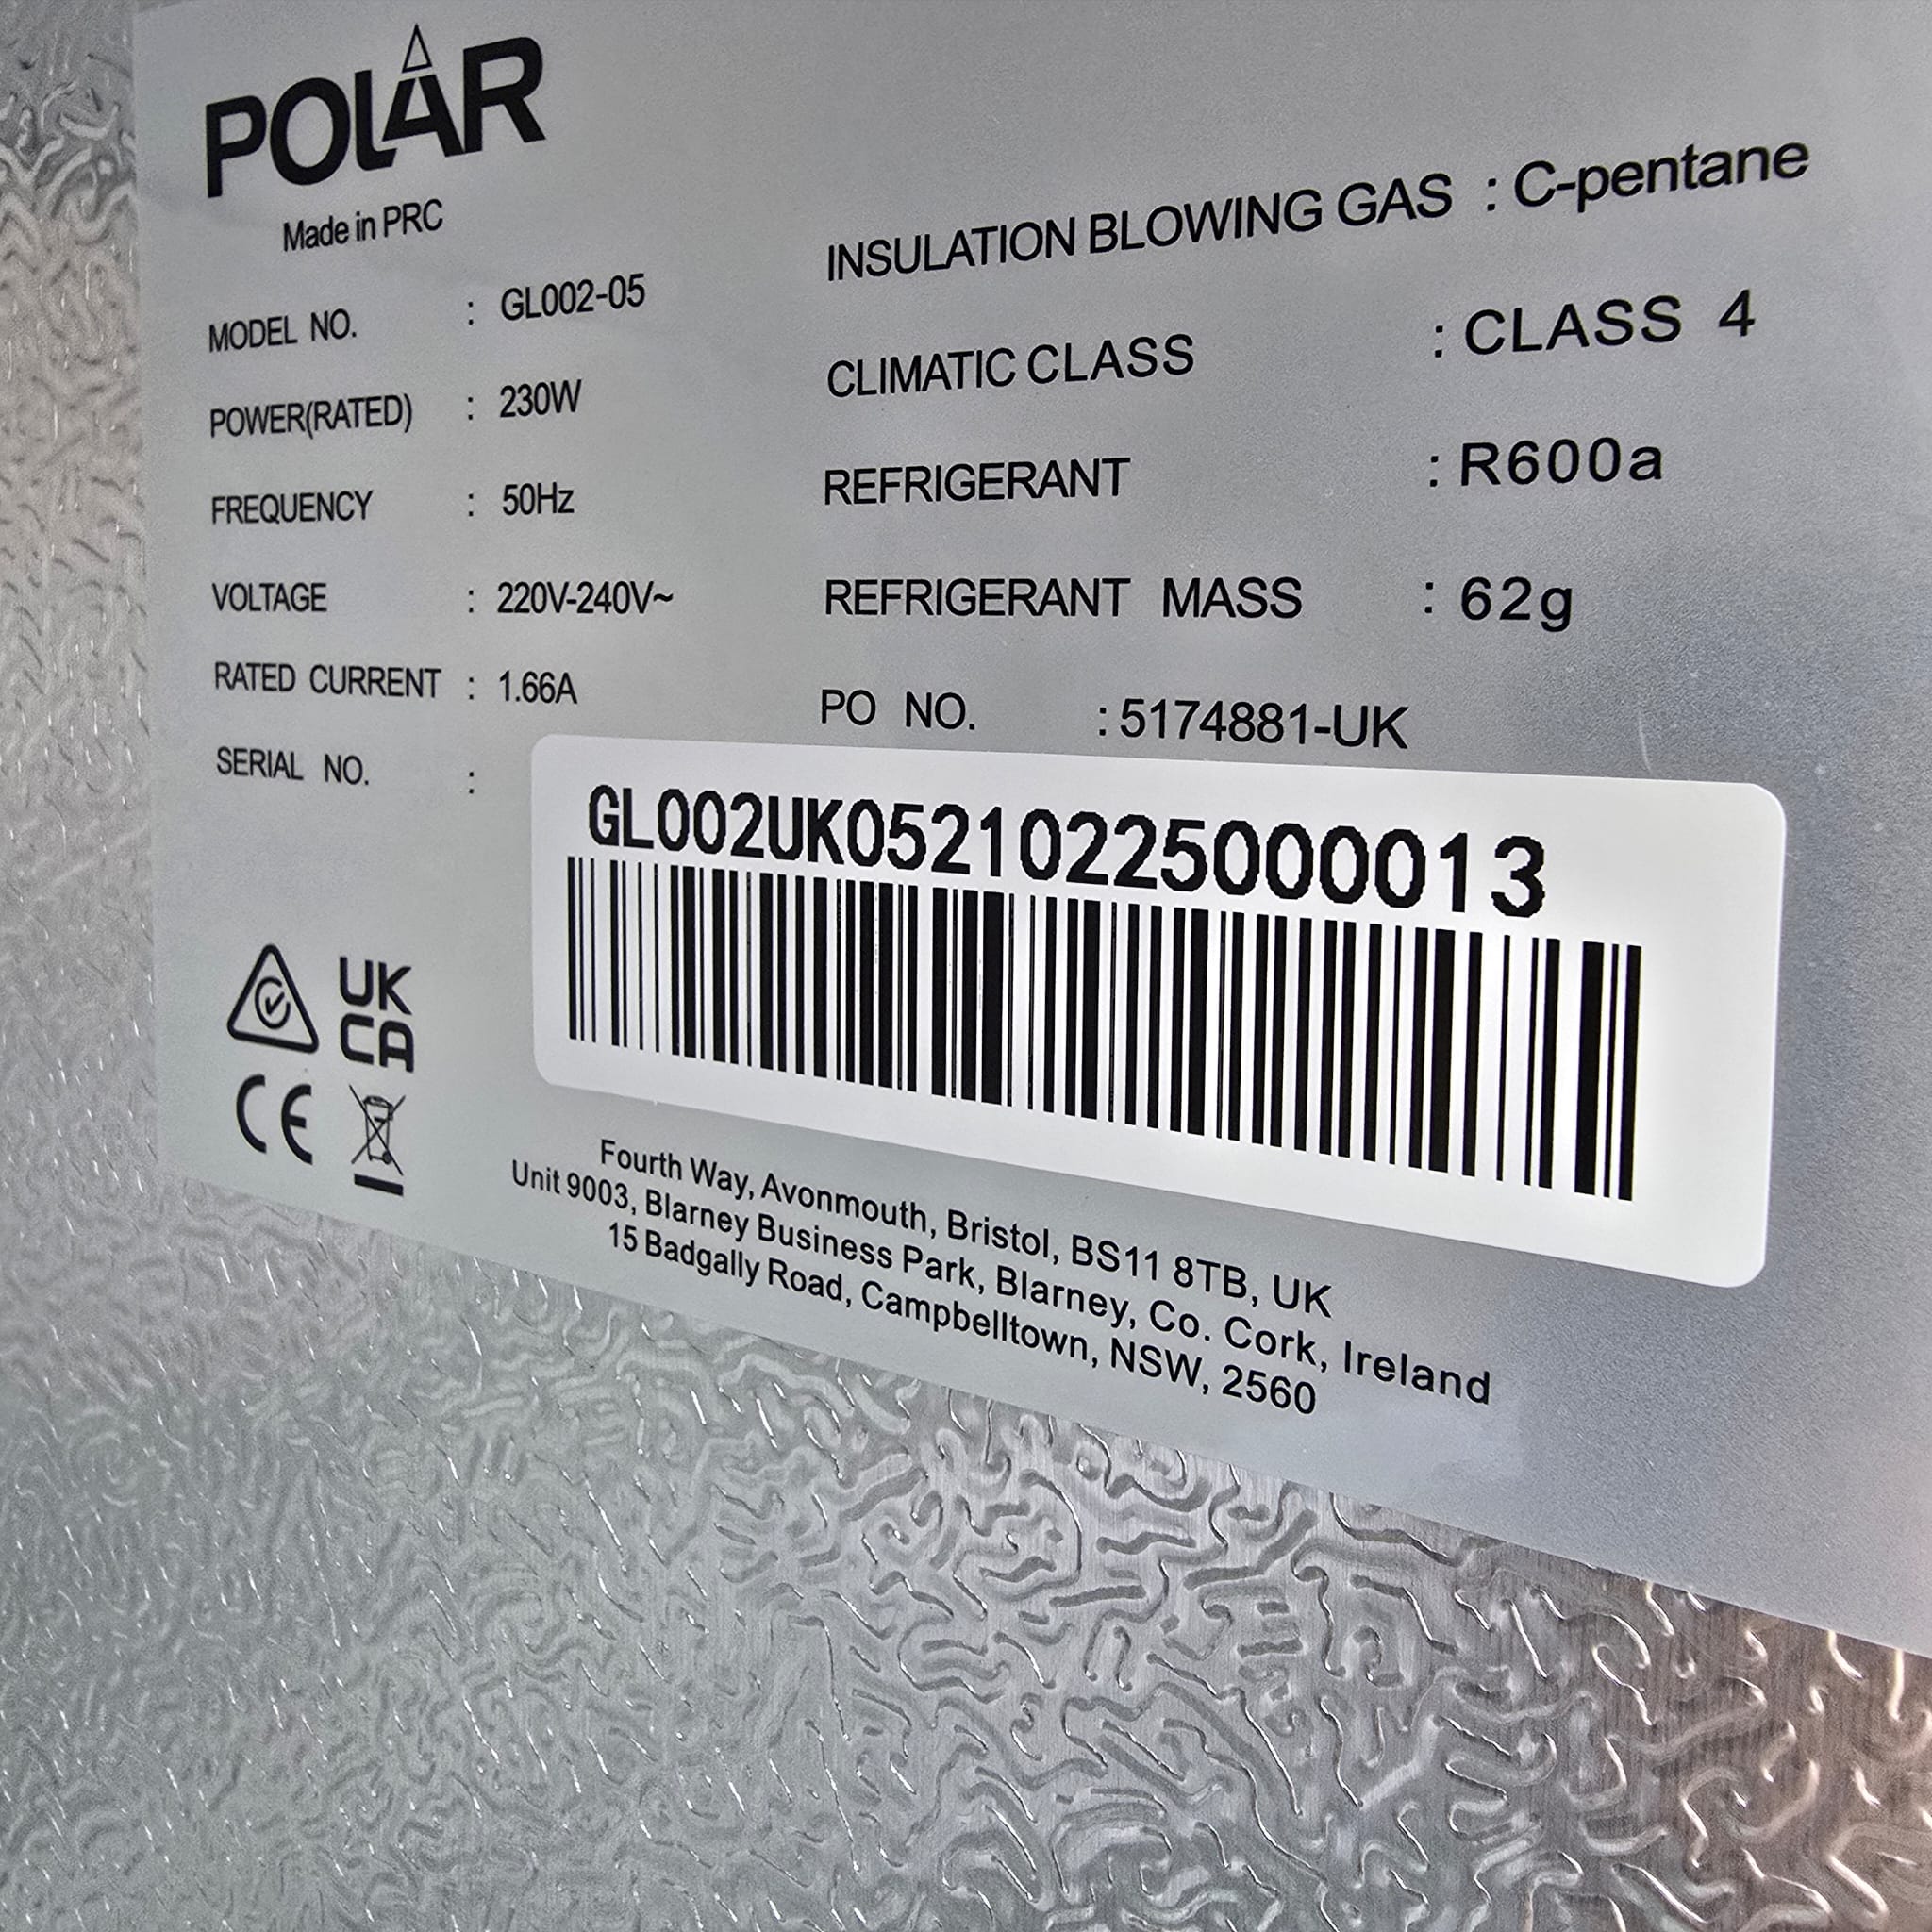 POLAR
Made in PRC
MODEL NO. : GL002-05
POWER(RATED) : 230W
FREQUENCY : 50Hz
VOLTAGE : 220V-240V~
RATED CURRENT : 1.66A
SERIAL NO. :
INSULATION BLOWING GAS : C-pentane
CLIMATIC CLASS : CLASS 4
REFRIGERANT : R600a
REFRIGERANT MASS : 62g
PO NO. : 5174881-UK
GL002UK05210225000013
UK
CA
CE
Fourth Way, Avonmouth, Bristol, BS11 8TB, UK
Unit 9003, Blarney Business Park, Blarney, Co. Cork, Ireland
15 Badgally Road, Campbelltown, NSW, 2560